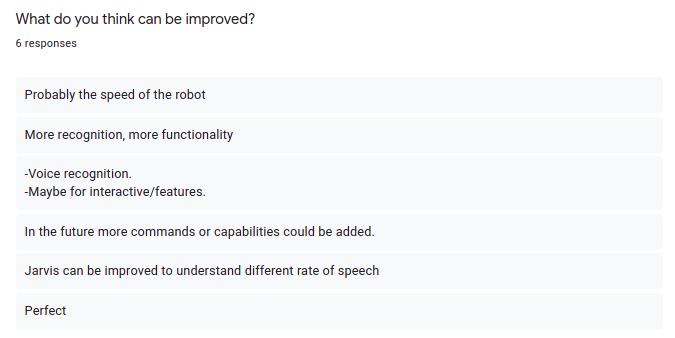 What do you think can be improved?
6 responses
Probably the speed of the robot
More recognition, more functionality
-Voice recognition.
-Maybe for interactive/features.
In the future more commands or capabilities could be added.
Jarvis can be improved to understand different rate of speech
Perfect